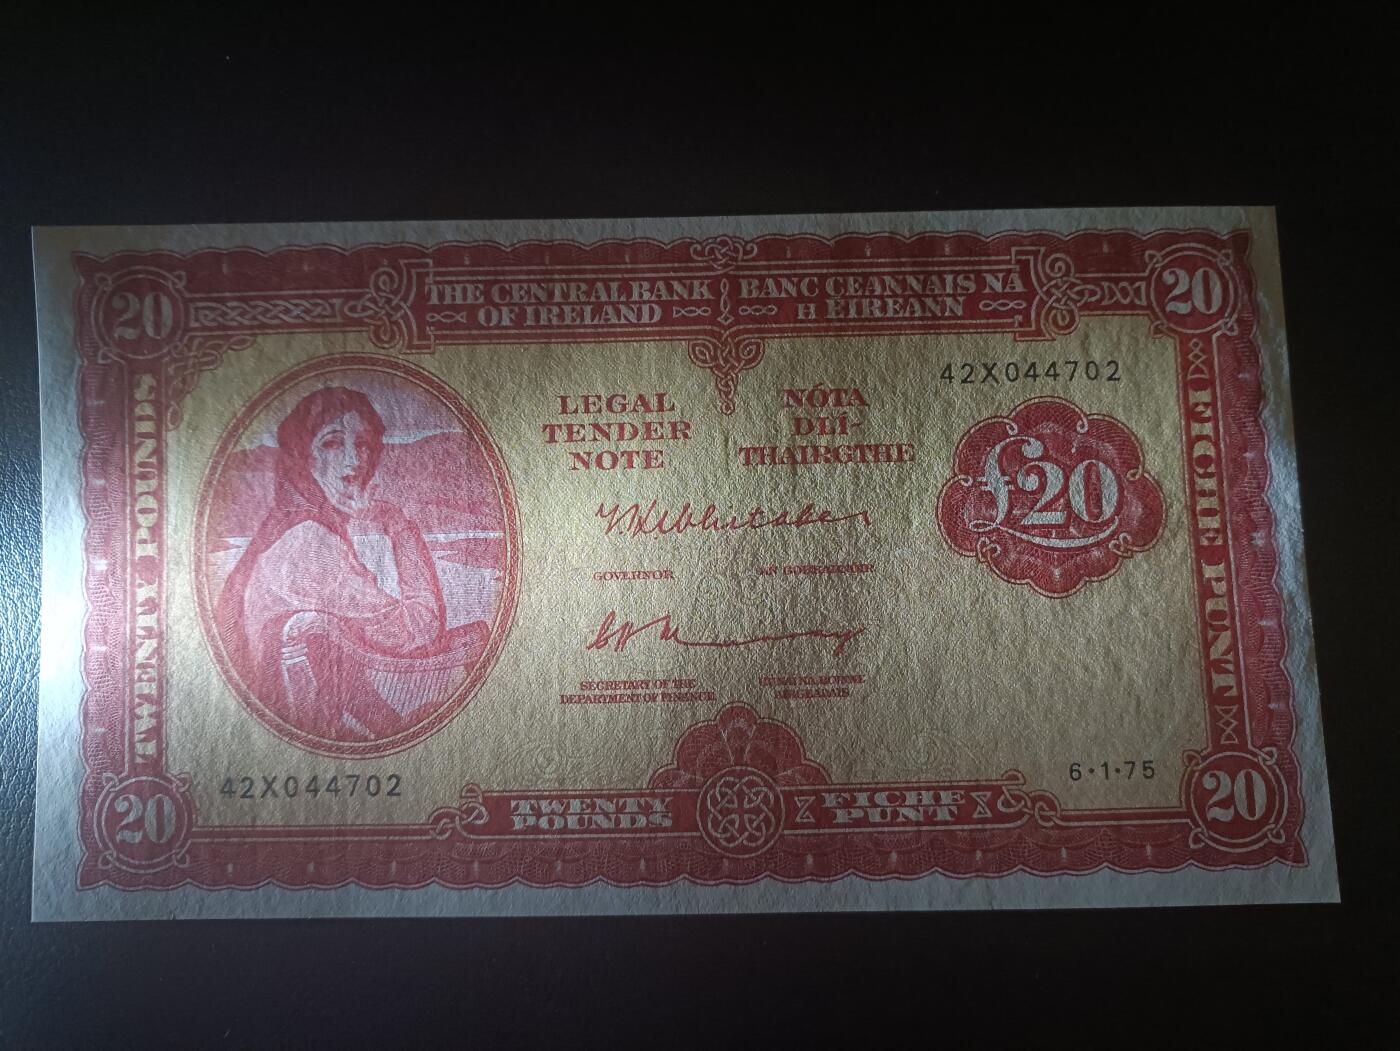 20
THE CENTRAL BANK
OF IRELAND
BANC CEANNAIS NA
H ÉIREANN
20
42X044702
LEGAL
TENDER
NOTE
NÓTA
DLÍ-
THAIRGTHE
£20
TWENTY POUNDS
FICHE PUNT
GOVERNOR
SECRETARY OF THE
DEPARTMENT OF FINANCE
42X044702
6·1·75
20
TWENTY
POUNDS
FICHE
PUNT
20